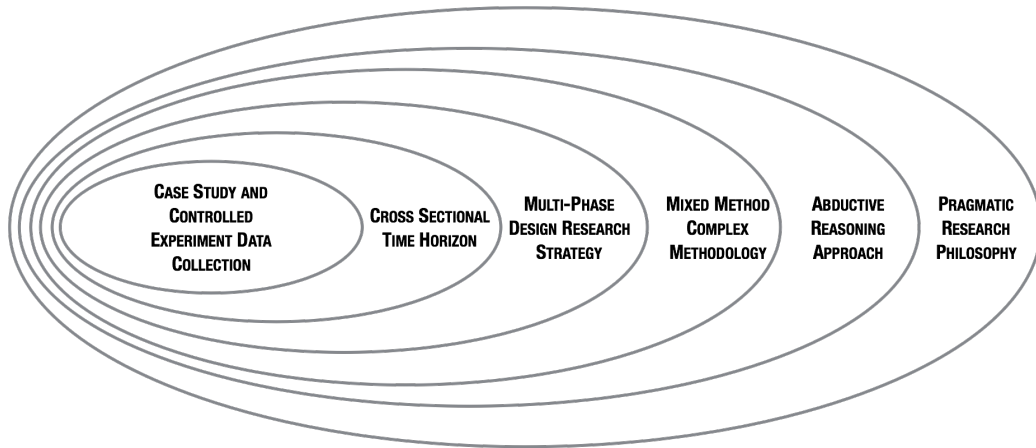 CASE STUDY AND
CONTROLLED
EXPERIMENT DATA
COLLECTION
CROSS SECTIONAL
TIME HORIZON
MULTI-PHASE
DESIGN RESEARCH
STRATEGY
MIXED METHOD
COMPLEX
METHODOLOGY
ABDUCTIVE
REASONING
APPROACH
PRAGMATIC
RESEARCH
PHILOSOPHY